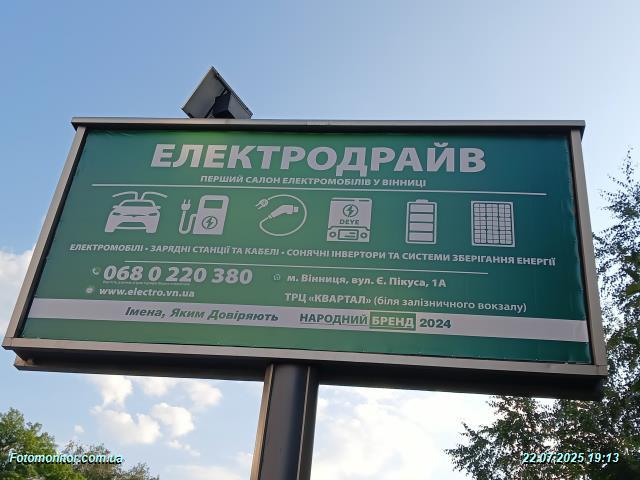 ЕЛЕКТРОДРАЙВ
ПЕРШИЙ САЛОН ЕЛЕКТРОМОБІЛІВ У ВІННИЦІ
DEYE
ЕЛЕКТРОМОБІЛІ • ЗАРЯДНІ СТАНЦІЇ ТА КАБЕЛІ • СОНЯЧНІ ІНВЕРТОРИ ТА СИСТЕМИ ЗБЕРІГАННЯ ЕНЕРГІЇ
068 0 220 380
м. Вінниця, вул. Є. Пікуса, 1А
www.electro.vn.ua
ТРЦ «КВАРТАЛ» (біля залізничного вокзалу)
Імена, Яким Довіряють
НАРОДНИЙ БРЕНД 2024
Fotomonitor.com.ua
22.07.2025 19:13